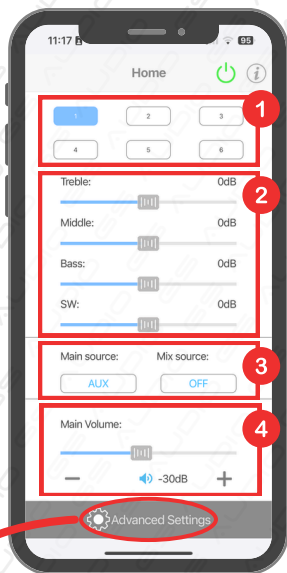 11:17
95
Home
1
1 2 3
4 5 6
2
Treble: 0dB
Middle: 0dB
Bass: 0dB
SW: 0dB
3
Main source: Mix source:
AUX OFF
4
Main Volume:
− -30dB +
Advanced Settings